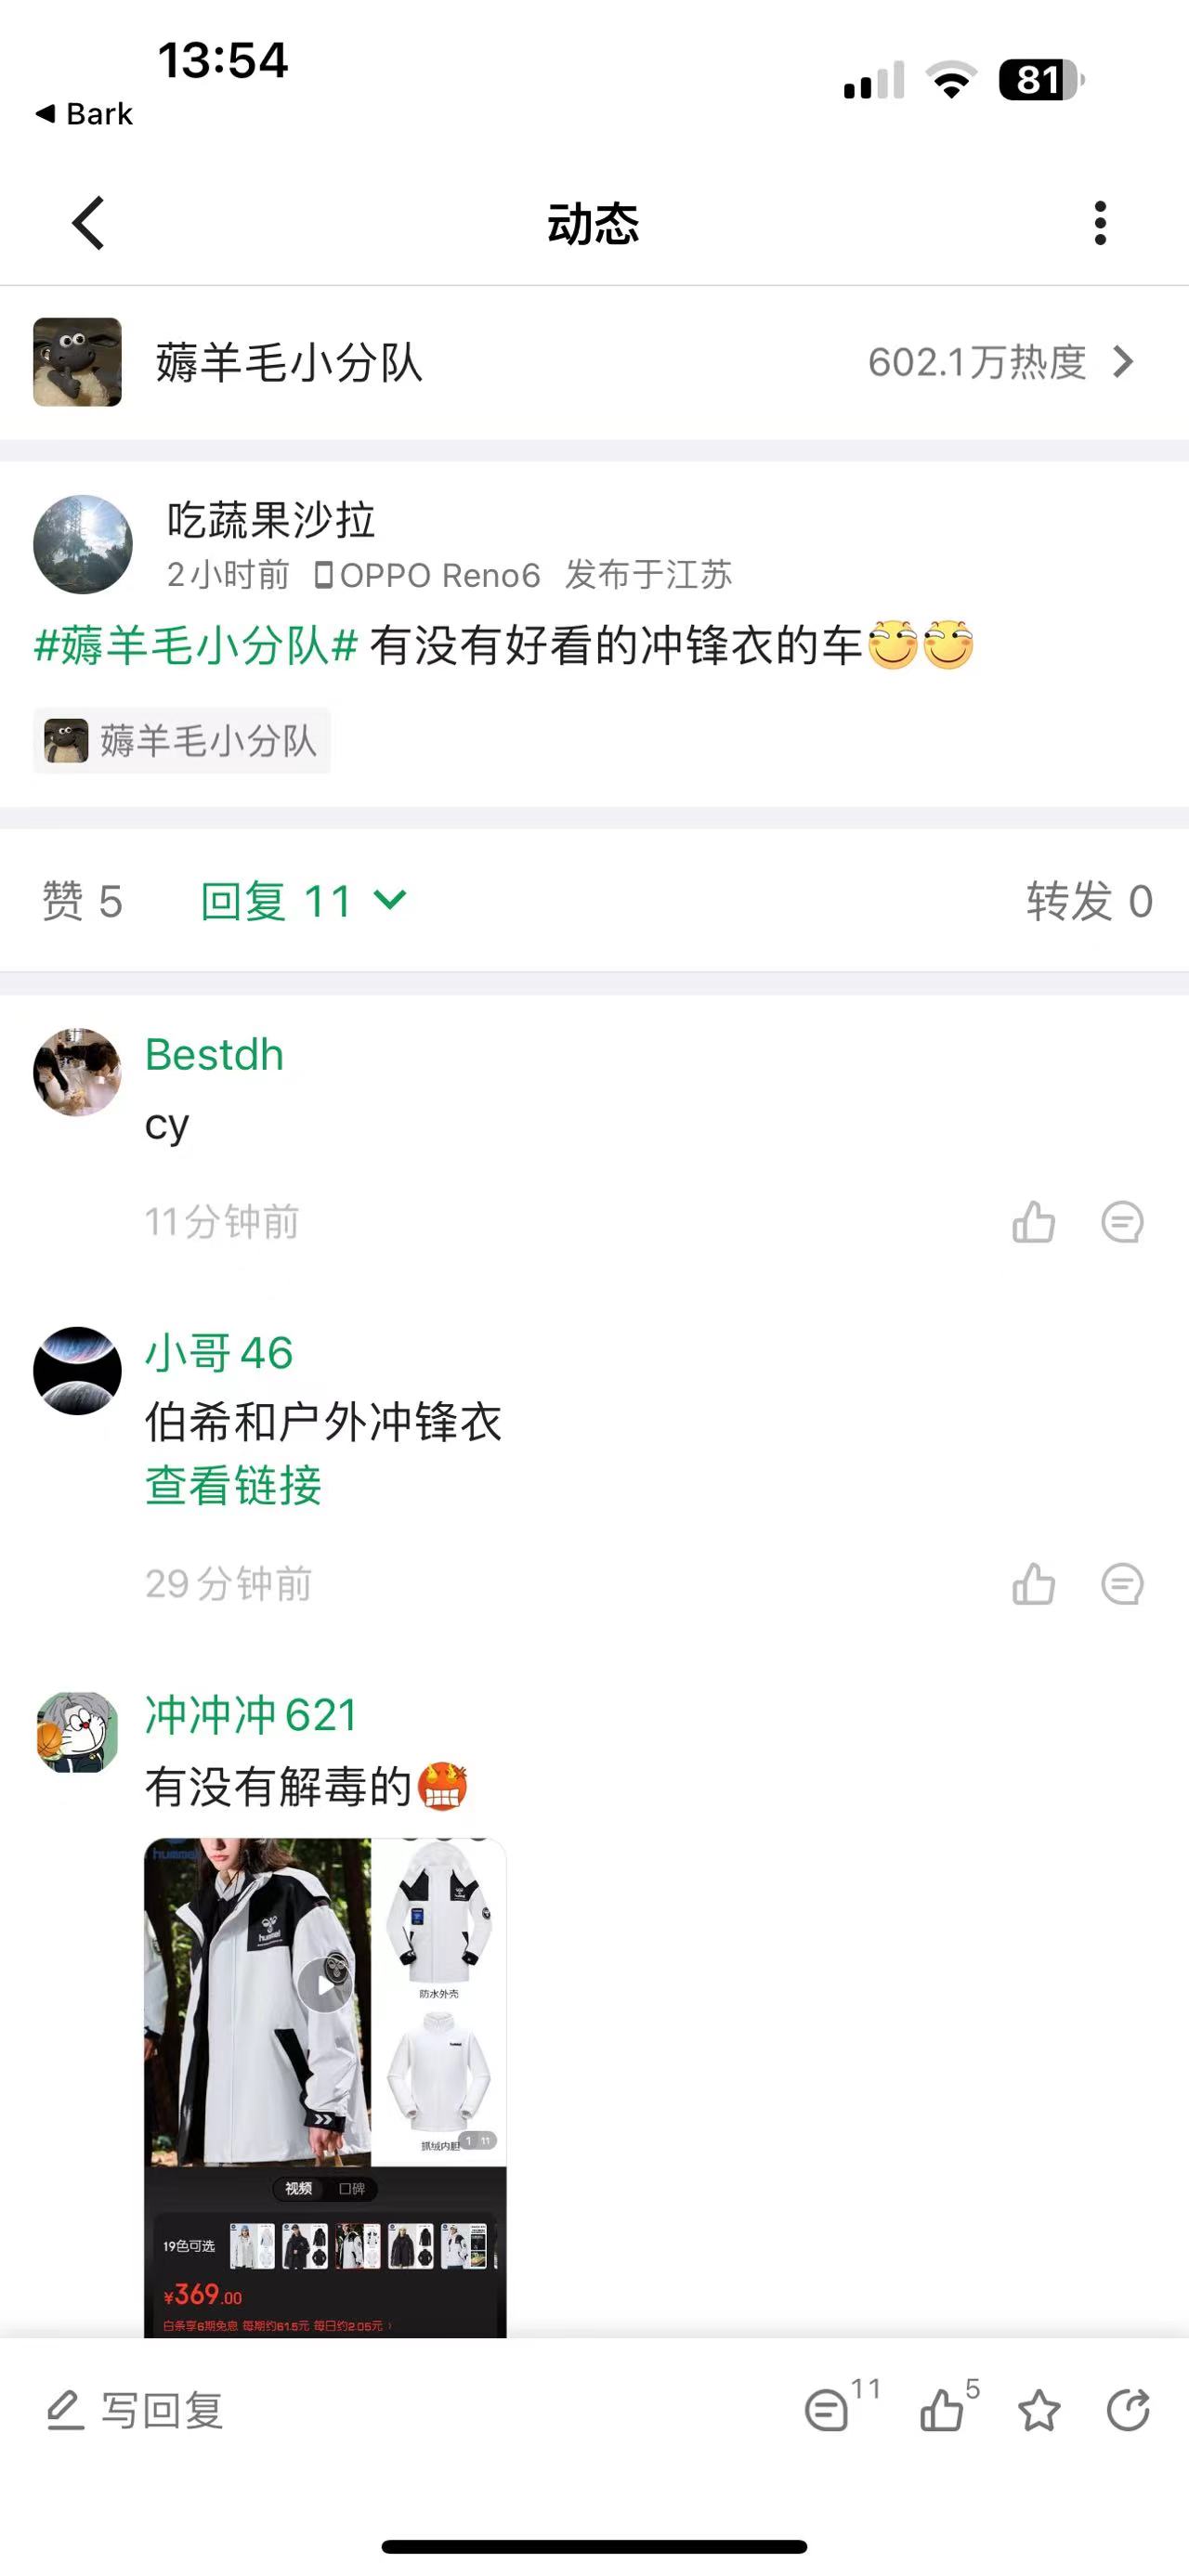 13:54
81
Bark
动态
薅羊毛小分队
602.1万热度
吃蔬果沙拉
2小时前 OPPO Reno6 发布于江苏
#薅羊毛小分队# 有没有好看的冲锋衣的车
薅羊毛小分队
赞 5 回复 11 转发 0
Bestdh
cy
11分钟前
小哥46
伯希和户外冲锋衣
查看链接
29分钟前
冲冲冲621
有没有解毒的
hummel
hummel
防水外壳
抓绒内胆
1 11
视频 口碑
19色可选
¥369.00
白条享6期免息 每期约61.5元 每日约2.05元
写回复
11
5